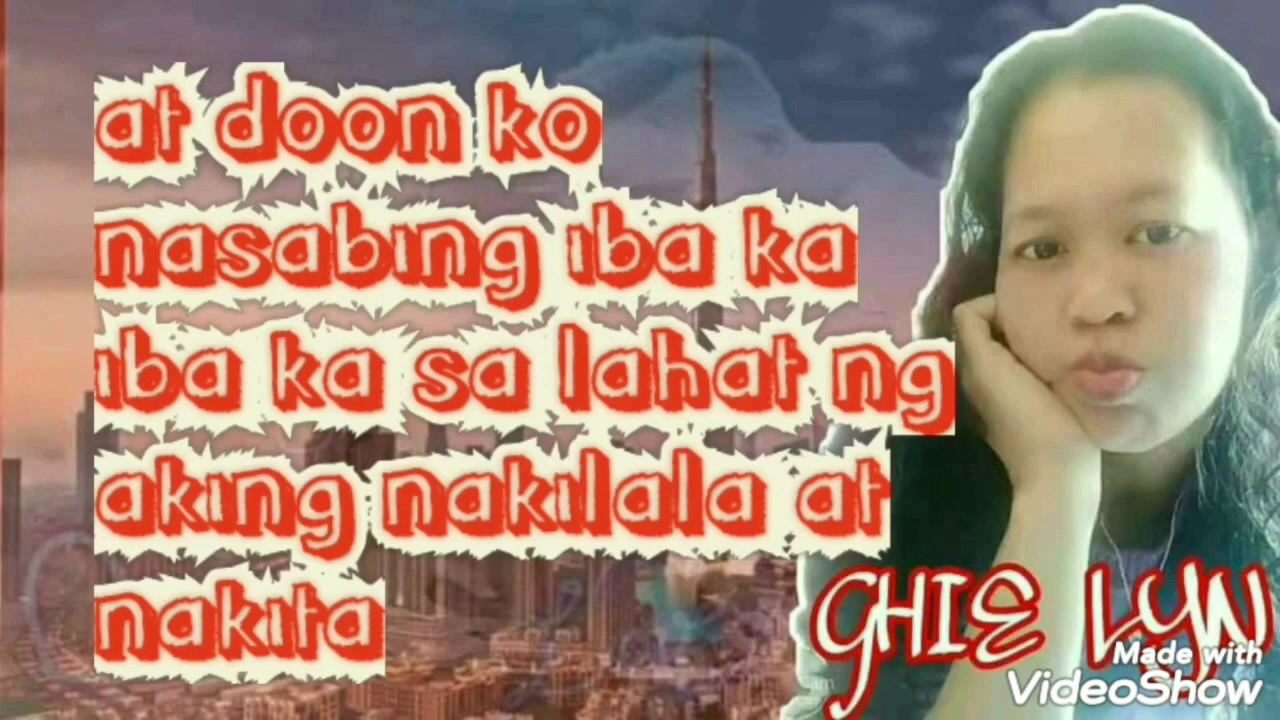 at doon ko
nasabing iba ka
iba ka sa lahat ng
aking nakilala at
nakita
GHIE LYN
Made with
VideoShow